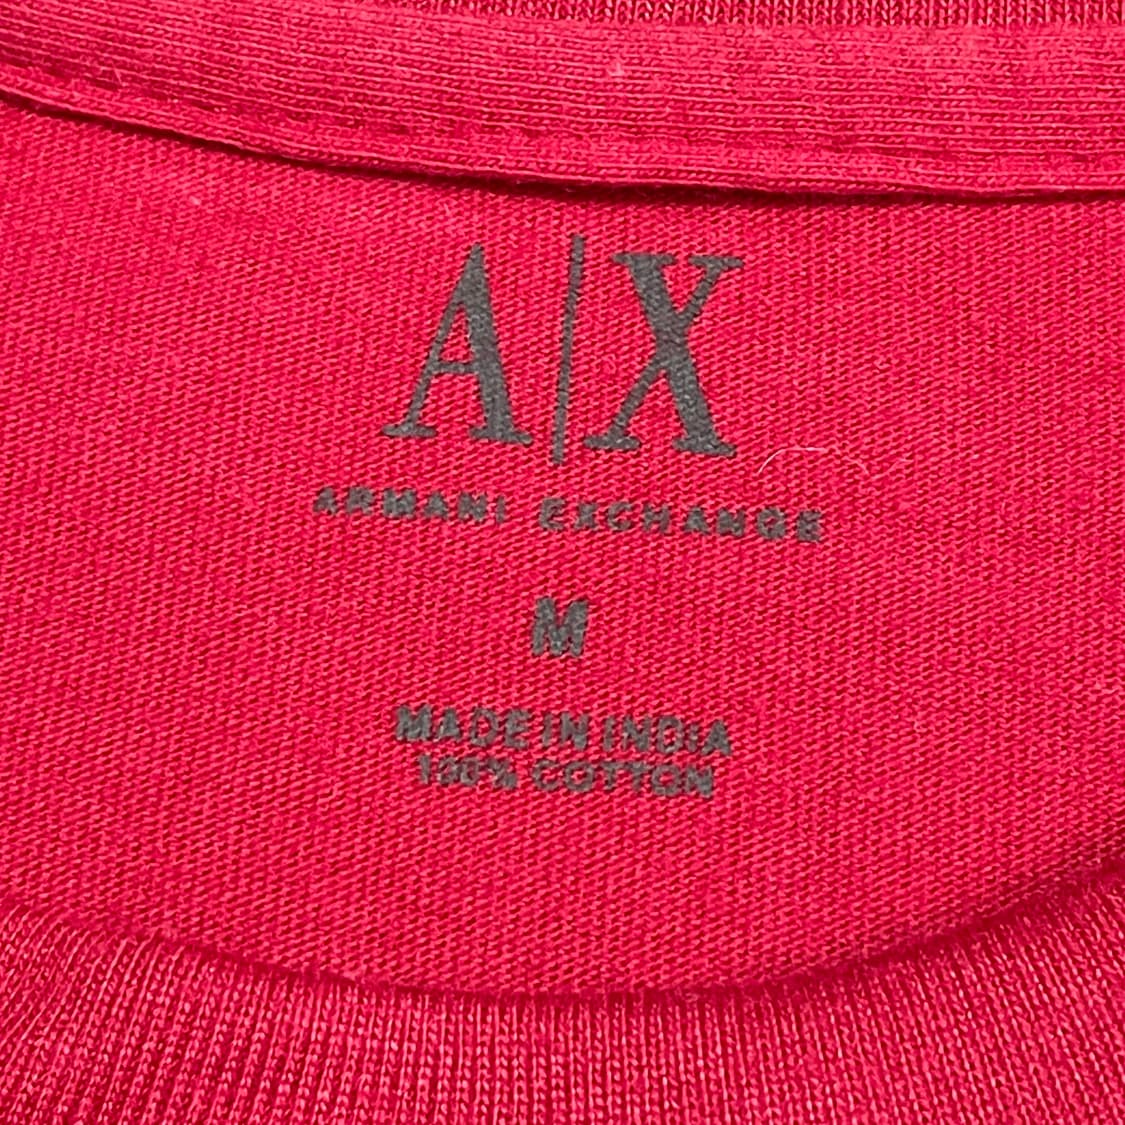 A|X
ARMANI EXCHANGE
M
MADE IN INDIA
100% COTTON